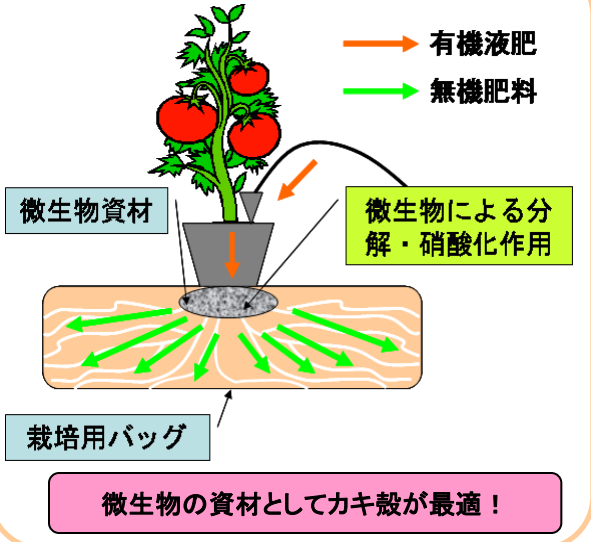 有機液肥
無機肥料
微生物資材
微生物による分
解・硝酸化作用
栽培用バッグ
微生物の資材としてカキ殻が最適！